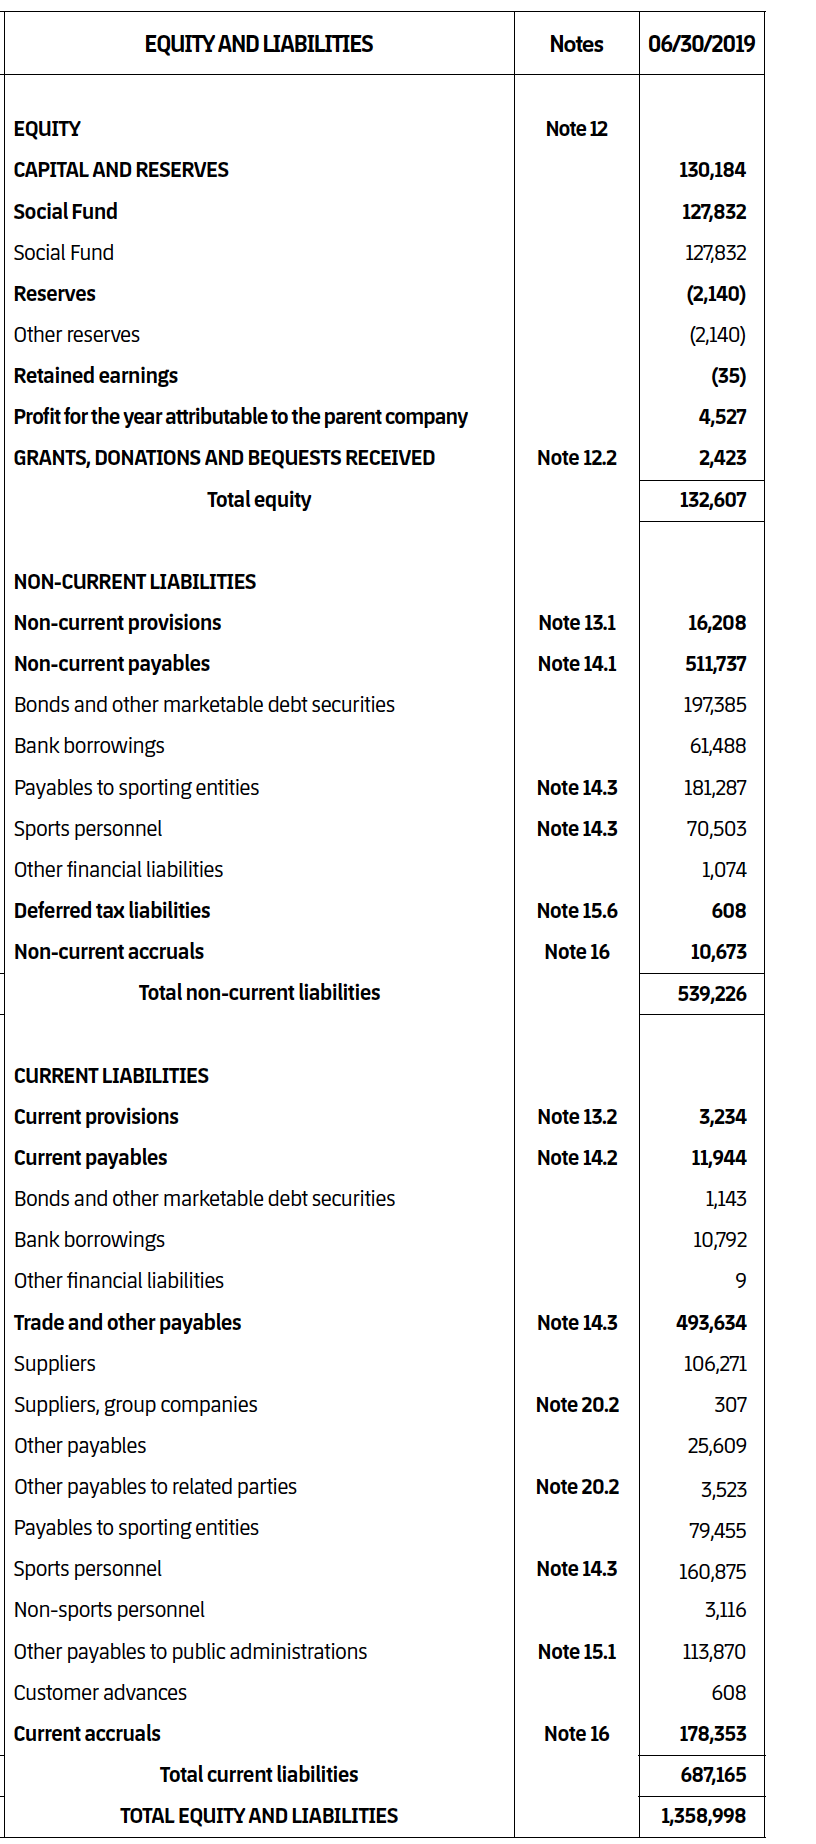 EQUITY AND LIABILITIES Notes 06/30/2019
EQUITY Note 12
CAPITAL AND RESERVES 130,184
Social Fund 127,832
Social Fund 127,832
Reserves (2,140)
Other reserves (2,140)
Retained earnings (35)
Profit for the year attributable to the parent company 4,527
GRANTS, DONATIONS AND BEQUESTS RECEIVED Note 12.2 2,423
Total equity 132,607
NON-CURRENT LIABILITIES
Non-current provisions Note 13.1 16,208
Non-current payables Note 14.1 511,737
Bonds and other marketable debt securities 197,385
Bank borrowings 61,488
Payables to sporting entities Note 14.3 181,287
Sports personnel Note 14.3 70,503
Other financial liabilities 1,074
Deferred tax liabilities Note 15.6 608
Non-current accruals Note 16 10,673
Total non-current liabilities 539,226
CURRENT LIABILITIES
Current provisions Note 13.2 3,234
Current payables Note 14.2 11,944
Bonds and other marketable debt securities 1,143
Bank borrowings 10,792
Other financial liabilities 9
Trade and other payables Note 14.3 493,634
Suppliers 106,271
Suppliers, group companies Note 20.2 307
Other payables 25,609
Other payables to related parties Note 20.2 3,523
Payables to sporting entities 79,455
Sports personnel Note 14.3 160,875
Non-sports personnel 3,116
Other payables to public administrations Note 15.1 113,870
Customer advances 608
Current accruals Note 16 178,353
Total current liabilities 687,165
TOTAL EQUITY AND LIABILITIES 1,358,998